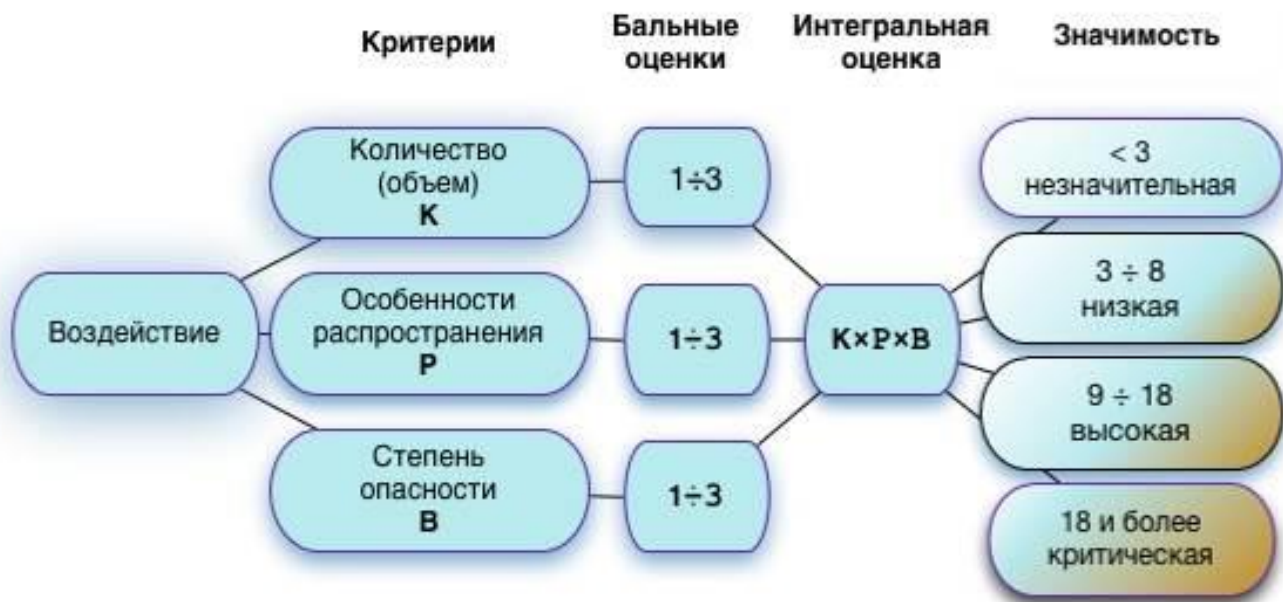 Критерии
Бальные
оценки
Интегральная
оценка
Значимость
Воздействие
Количество
(объем)
К
1÷3
Особенности
распространения
Р
1÷3
Степень
опасности
В
1÷3
К×Р×В
< 3
незначительная
3 ÷ 8
низкая
9 ÷ 18
высокая
18 и более
критическая